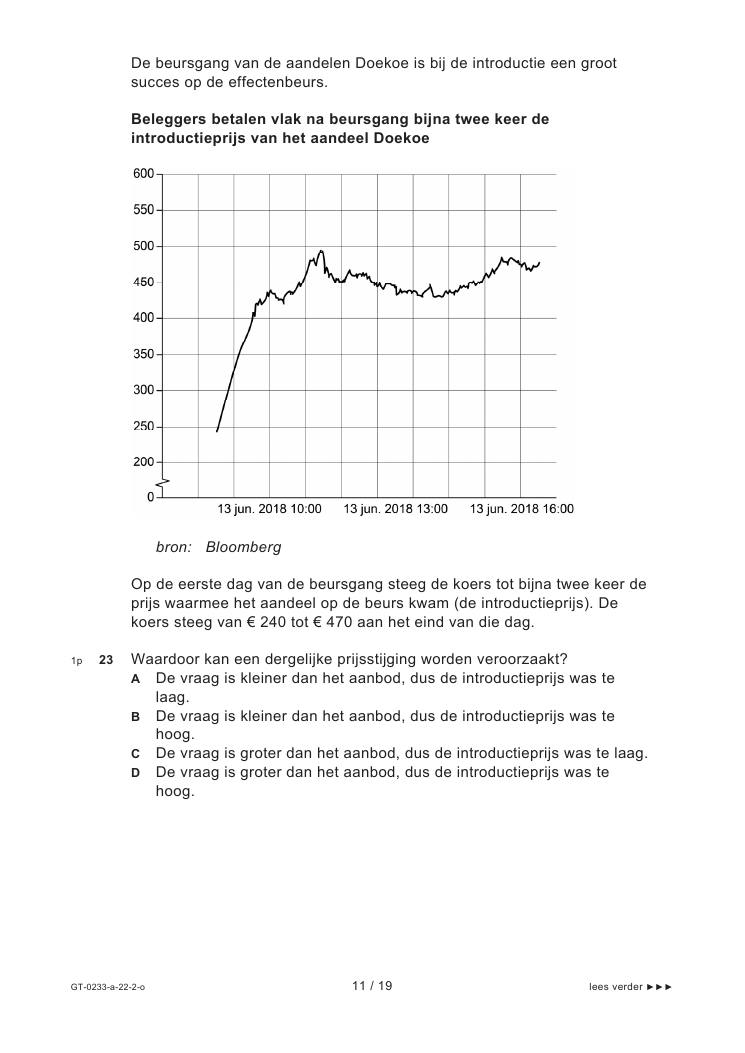 De beursgang van de aandelen Doekoe is bij de introductie een groot
succes op de effectenbeurs.
Beleggers betalen vlak na beursgang bijna twee keer de
introductieprijs van het aandeel Doekoe
600
550
500
450
400
350
300
250
200
0
13 jun. 2018 10:00 13 jun. 2018 13:00 13 jun. 2018 16:00
bron: Bloomberg
Op de eerste dag van de beursgang steeg de koers tot bijna twee keer de
prijs waarmee het aandeel op de beurs kwam (de introductieprijs). De
koers steeg van € 240 tot € 470 aan het eind van die dag.
1p 23 Waardoor kan een dergelijke prijsstijging worden veroorzaakt?
A De vraag is kleiner dan het aanbod, dus de introductieprijs was te
laag.
B De vraag is kleiner dan het aanbod, dus de introductieprijs was te
hoog.
C De vraag is groter dan het aanbod, dus de introductieprijs was te laag.
D De vraag is groter dan het aanbod, dus de introductieprijs was te
hoog.
GT-0233-a-22-2-o 11 / 19 lees verder ►►►